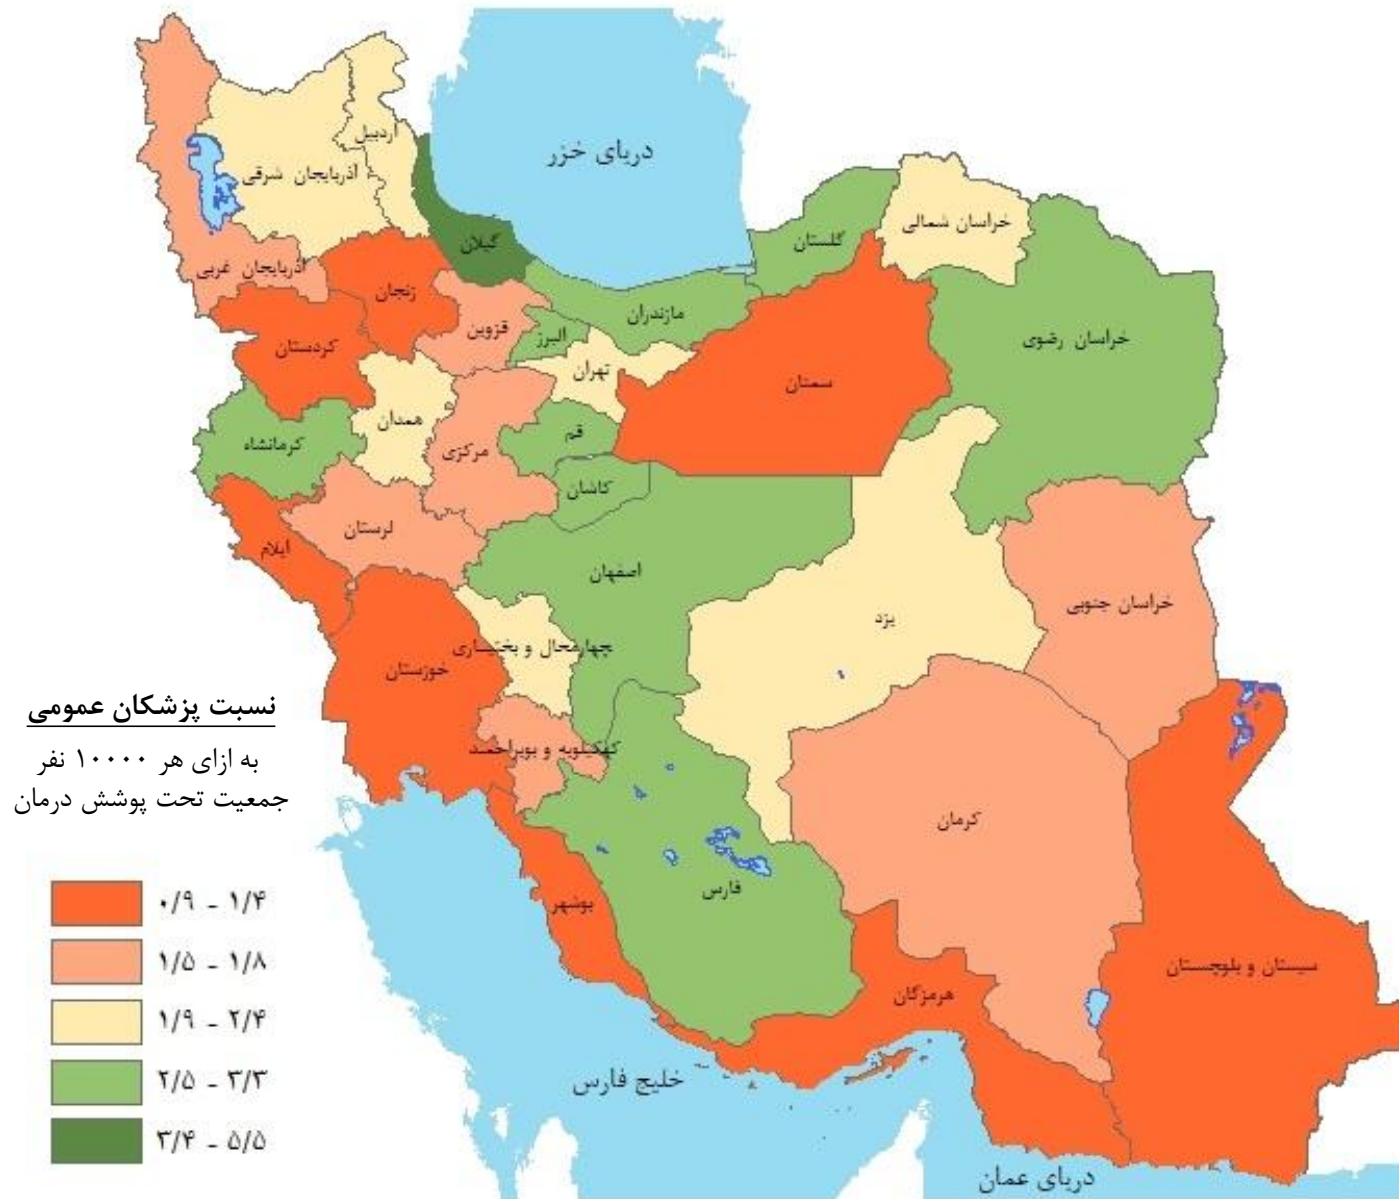 دریای خزر
اردبیل
آذربایجان شرقی
خراسان شمالی
گلستان
گیلان
آذربایجان غربی
زنجان
مازندران
قزوین
البرز
خراسان رضوی
کردستان
تهران
سمنان
همدان
قم
کرمانشاه
مرکزی
کاشان
لرستان
ایلام
اصفهان
خراسان جنوبی
یزد
چهارمحال و بختیاری
خوزستان
نسبت پزشکان عمومی
به ازای هر ۱۰۰۰۰ نفر
جمعیت تحت پوشش درمان
کهکیلویه و بویراحمد
کرمان
فارس
بوشهر
سیستان و بلوچستان
هرمزگان
۰/۹ - ۱/۴
۱/۵ - ۱/۸
۱/۹ - ۲/۴
۲/۵ - ۳/۳
۳/۴ - ۵/۵
خلیج فارس
دریای عمان